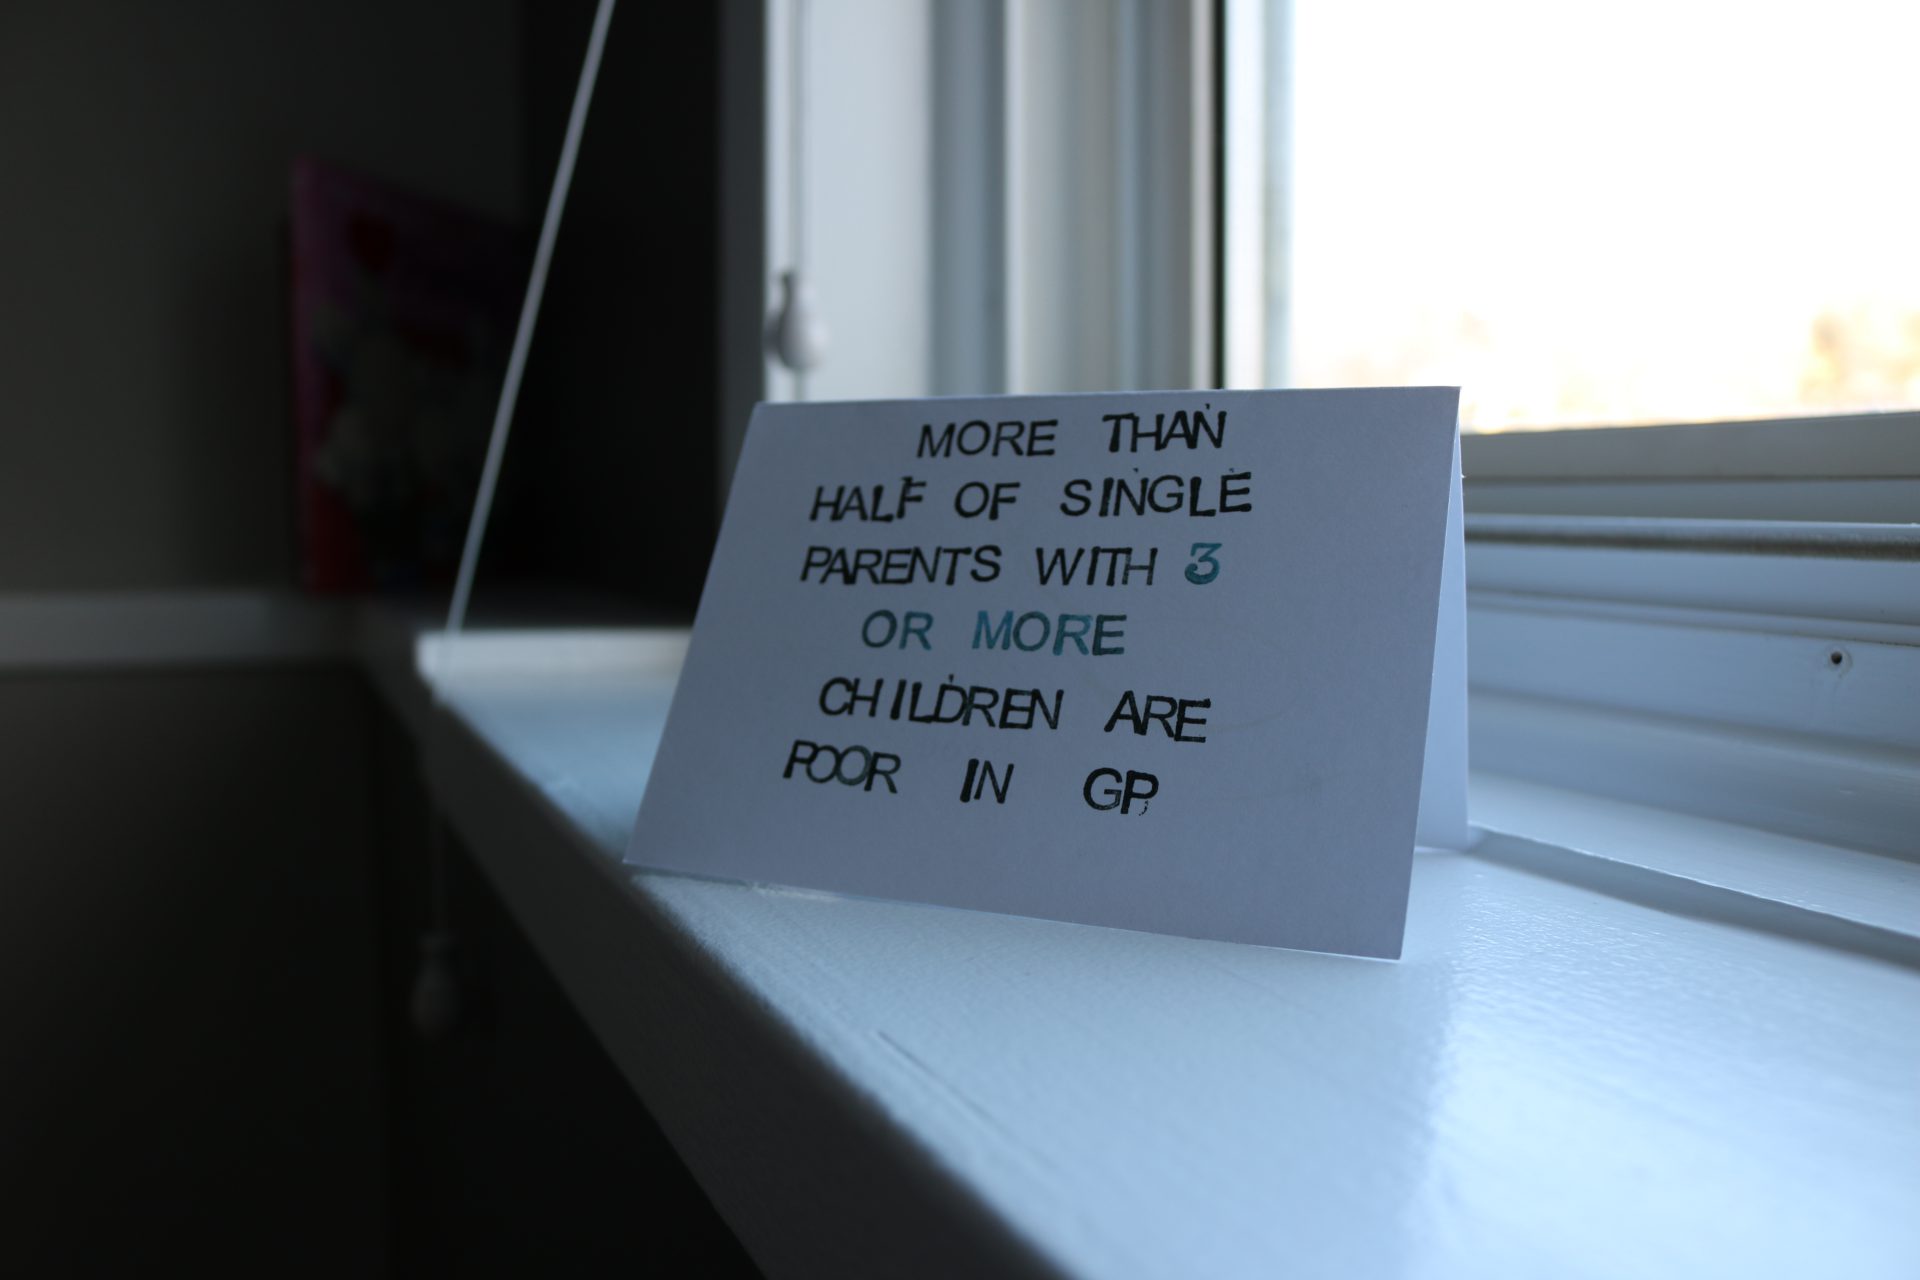 MORE THAN
HALF OF SINGLE
PARENTS WITH 3
OR MORE
CHILDREN ARE
POOR IN GP